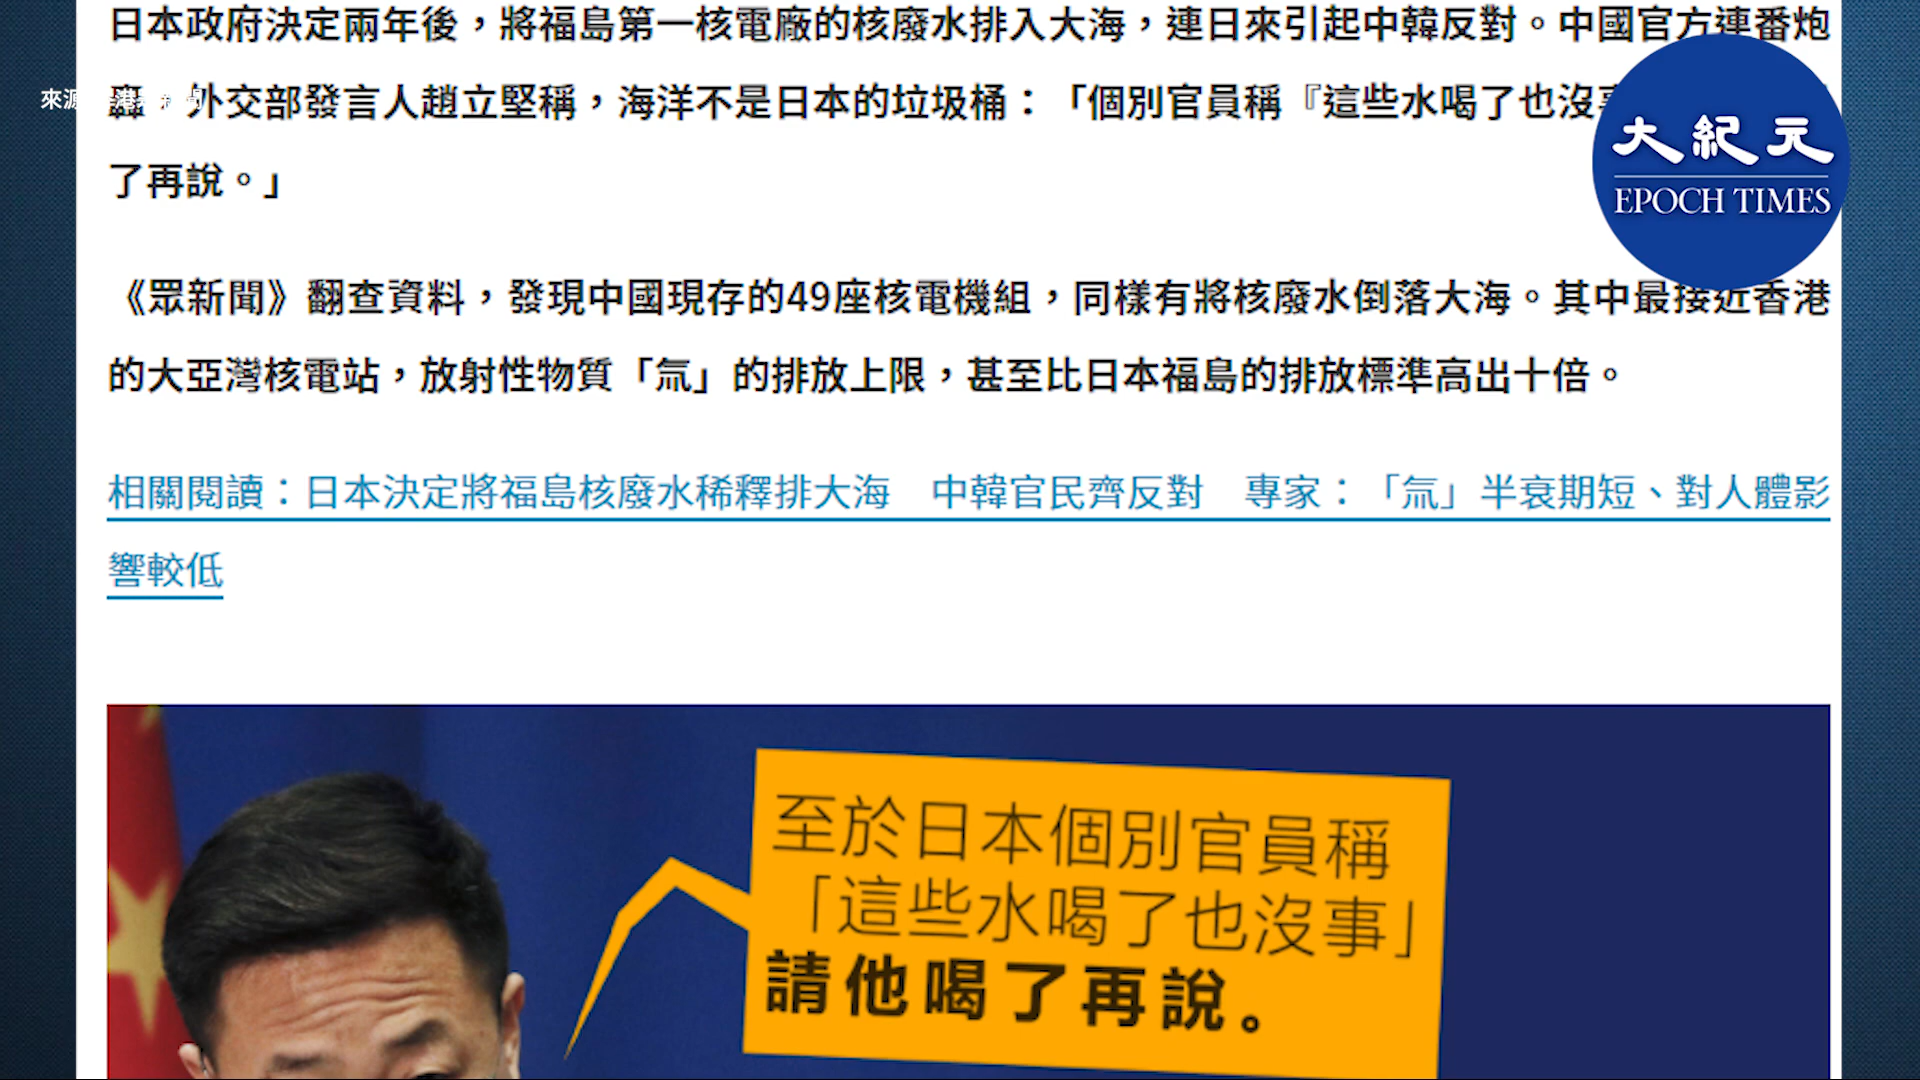 日本政府決定兩年後，將福島第一核電廠的核廢水排入大海，連日來引起中韓反對。中國官方連番炮
轟，外交部發言人趙立堅稱，海洋不是日本的垃圾桶：「個別官員稱『這些水喝了也沒
了再說。」
大紀元
EPOCH TIMES
《眾新聞》翻查資料，發現中國現存的49座核電機組，同樣有將核廢水倒落大海。其中最接近香港
的大亞灣核電站，放射性物質「氚」的排放上限，甚至比日本福島的排放標準高出十倍。
相關閱讀：日本決定將福島核廢水稀釋排大海　中韓官民齊反對　專家：「氚」半衰期短、對人體影
響較低
至於日本個別官員稱
「這些水喝了也沒事」
請他喝了再說。